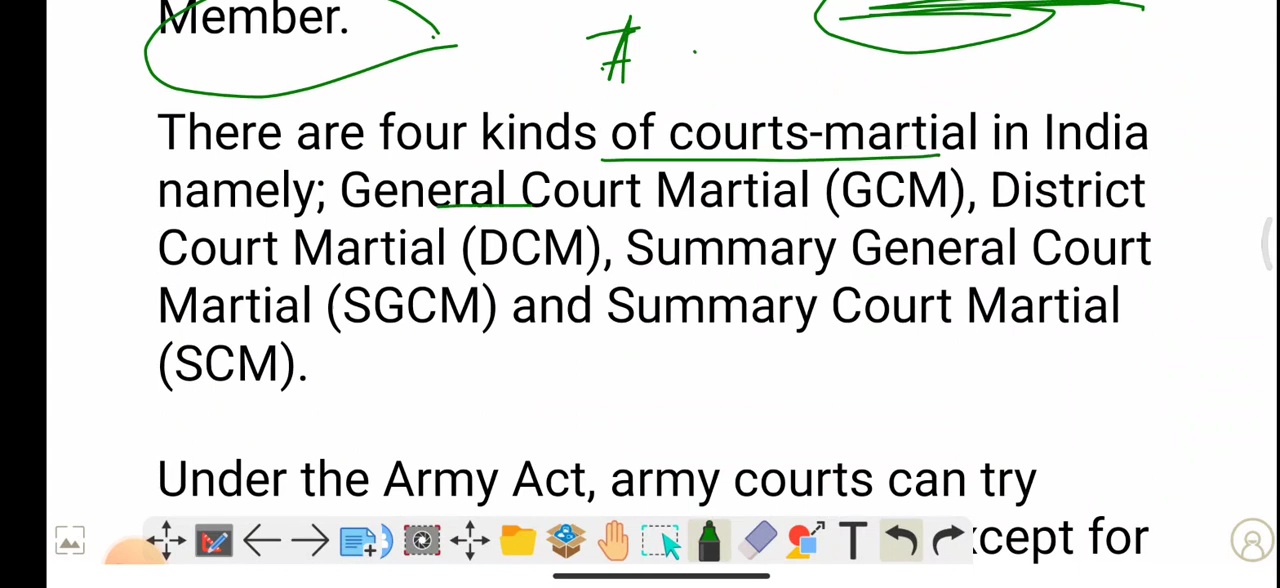 Member.
A
There are four kinds of courts-martial in India
namely; General Court Martial (GCM), District
Court Martial (DCM), Summary General Court
Martial (SGCM) and Summary Court Martial
(SCM).
Under the Army Act, army courts can try
except for
T